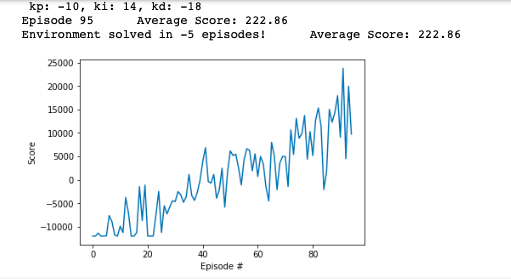 kp: -10, ki: 14, kd: -18
Episode 95 Average Score: 222.86
Environment solved in -5 episodes! Average Score: 222.86
25000
20000
15000
10000
5000
0
−5000
−10000
Score
0 20 40 60 80
Episode #